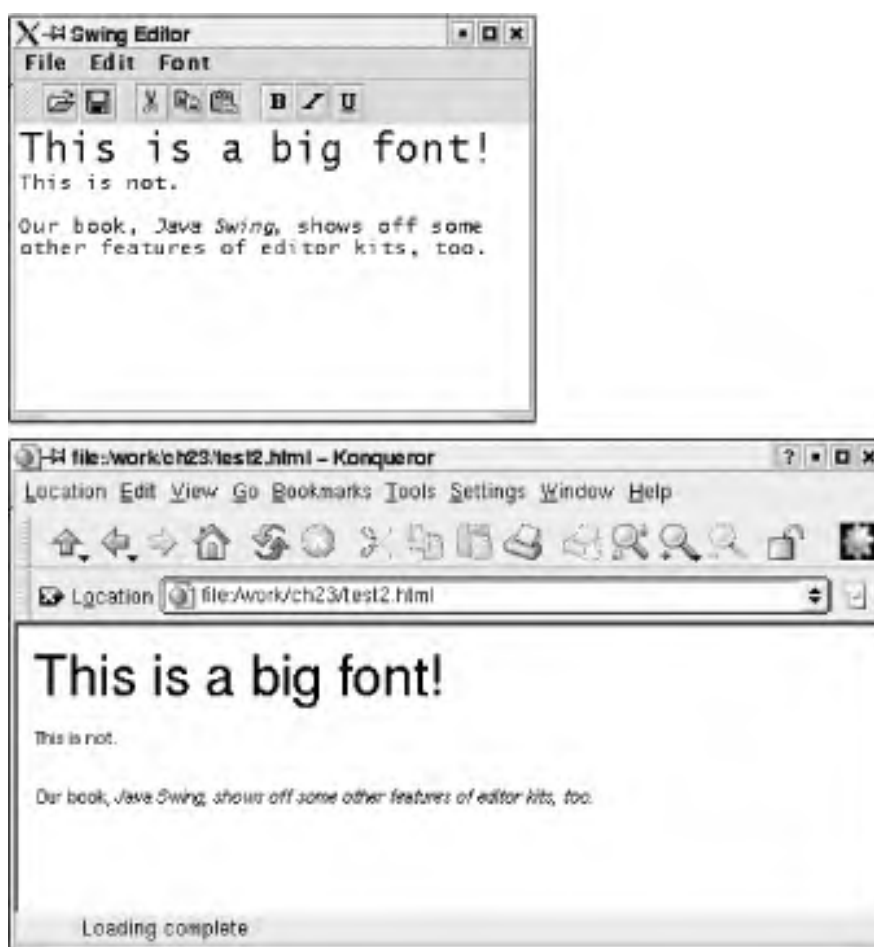 Swing Editor
File Edit Font
B I U
This is a big font!
This is not.
Our book, Java Swing, shows off some
other features of editor kits, too.
file:/work/ch23/test2.html – Konqueror
Location Edit View Go Bookmarks Tools Settings Window Help
Location file:/work/ch23/test2.html
This is a big font!
This is not.
Our book, Java Swing, shows off some other features of editor kits, too.
Loading complete